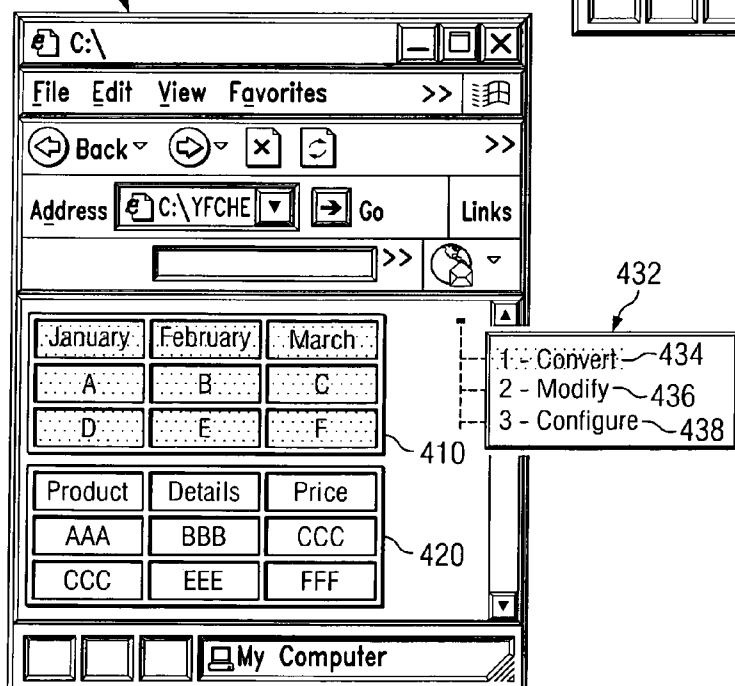 C:\
File Edit View Favorites >>
Back >>
Address C:\YFCHE Go Links
>>
432
January February March
A B C
D E F
410
1 - Convert 434
2 - Modify 436
3 - Configure 438
Product Details Price
AAA BBB CCC
CCC EEE FFF
420
My Computer